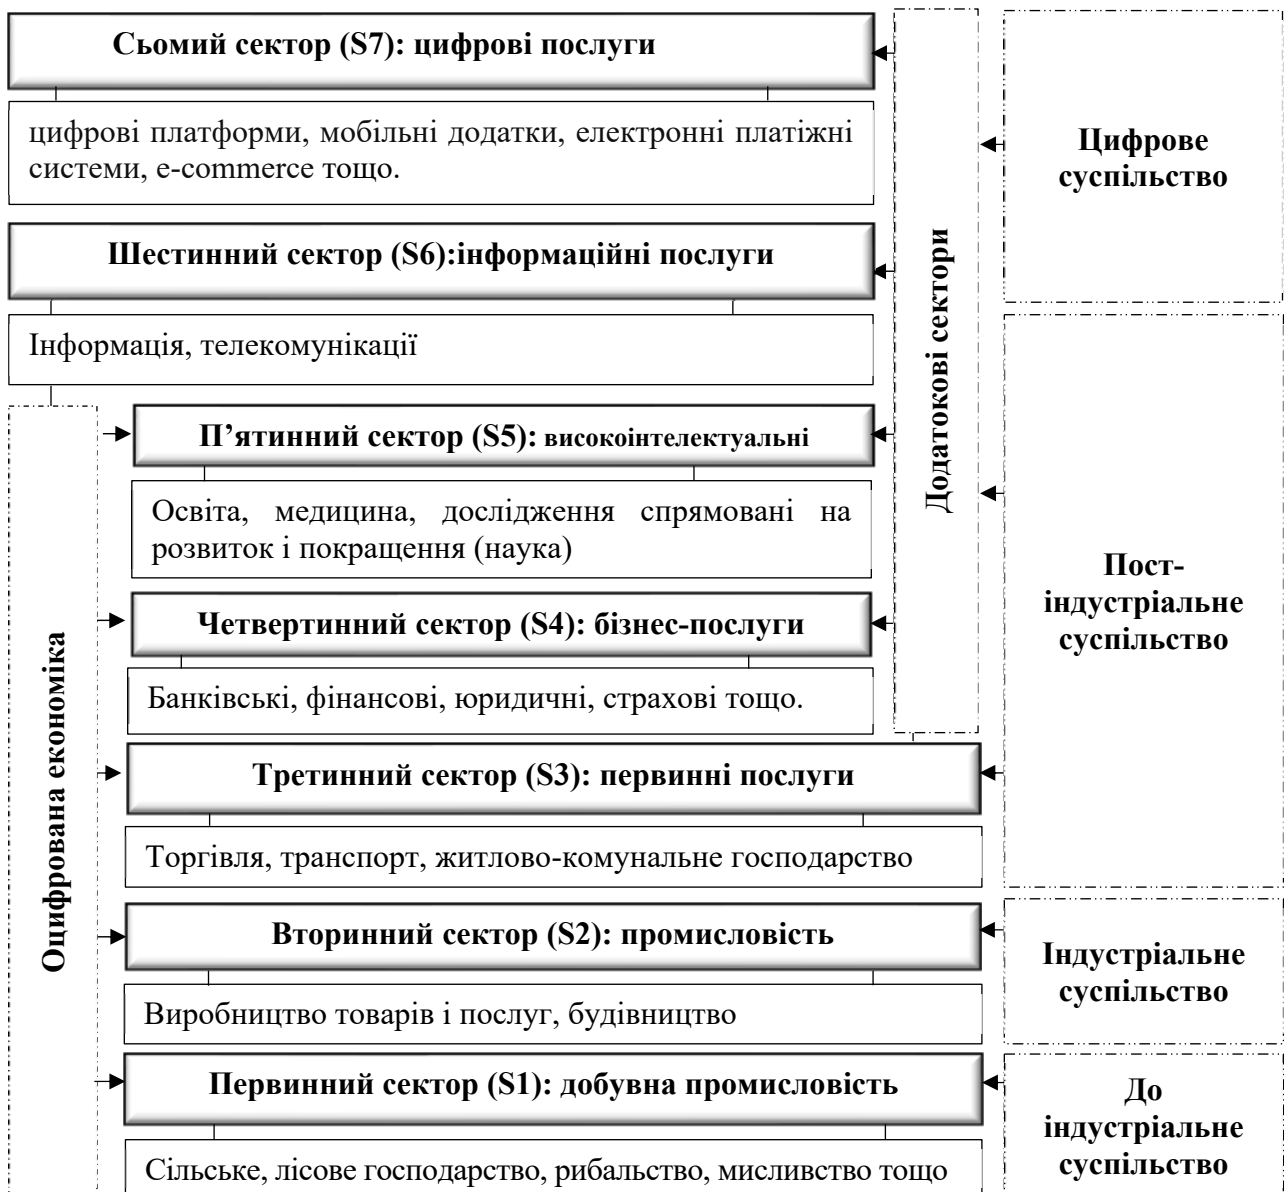 Сьомий сектор (S7): цифрові послуги
цифрові платформи, мобільні додатки, електронні платіжні
системи, e-commerce тощо.
Шестинний сектор (S6):інформаційні послуги
Інформація, телекомунікації
П’ятинний сектор (S5): високоінтелектуальні
Освіта, медицина, дослідження спрямовані на
розвиток і покращення (наука)
Четвертинний сектор (S4): бізнес-послуги
Банківські, фінансові, юридичні, страхові тощо.
Третинний сектор (S3): первинні послуги
Торгівля, транспорт, житлово-комунальне господарство
Вторинний сектор (S2): промисловість
Виробництво товарів і послуг, будівництво
Первинний сектор (S1): добувна промисловість
Сільське, лісове господарство, рибальство, мисливство тощо
Оцифрована економіка
Додатокові сектори
Цифрове
суспільство
Пост-
індустріальне
суспільство
Індустріальне
суспільство
До
індустріальне
суспільство